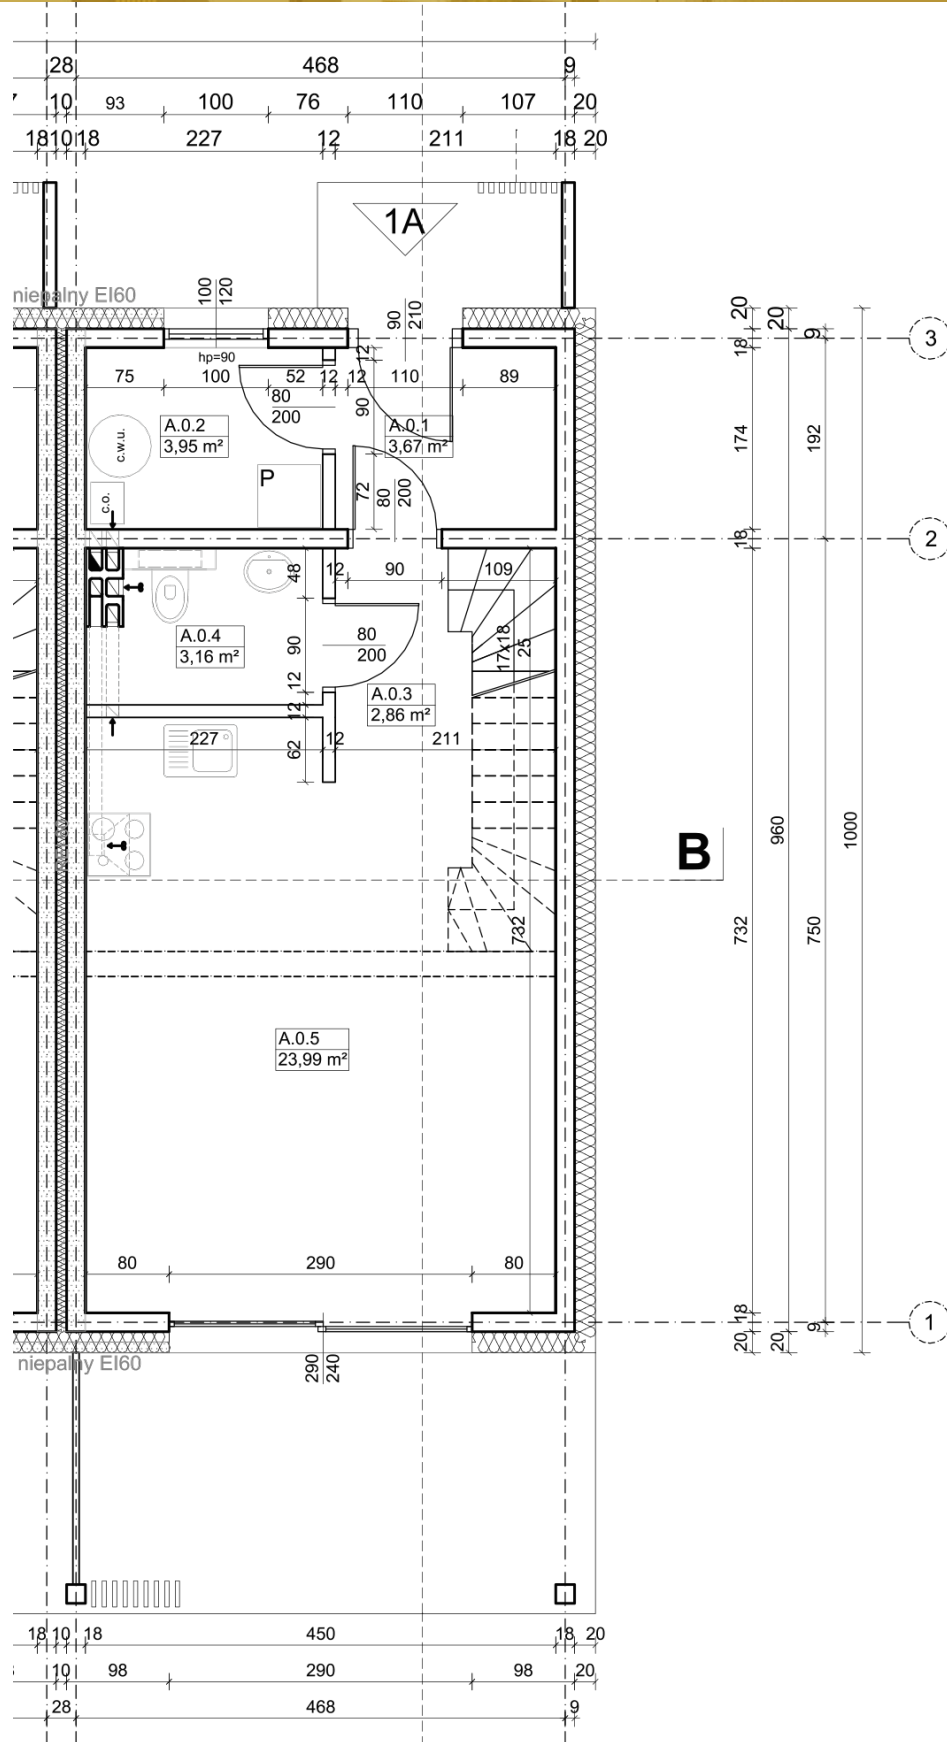 28 468 9
10 93 100 76 110 107 20
18 10 18 227 12 211 18 20
1A
niepalny EI60
100
120
90
210
20
20
9
3
hp=90
12
18
75 100 52 12 12 110 89
80
200
90
A.0.2
3,95 m²
A.0.1
3,67 m²
174
192
c.w.u.
P
72
80
200
c.o.
18
2
48
12 90 109
A.0.4
3,16 m²
90
80
200
17x18
25
12
A.0.3
2,86 m²
12
227 12 211
62
B
960
1000
732
732
750
A.0.5
23,99 m²
80 290 80
18
9
1
20
20
niepalny EI60
290
240
18 10 18 450 18 20
10 98 290 98 20
28 468 9